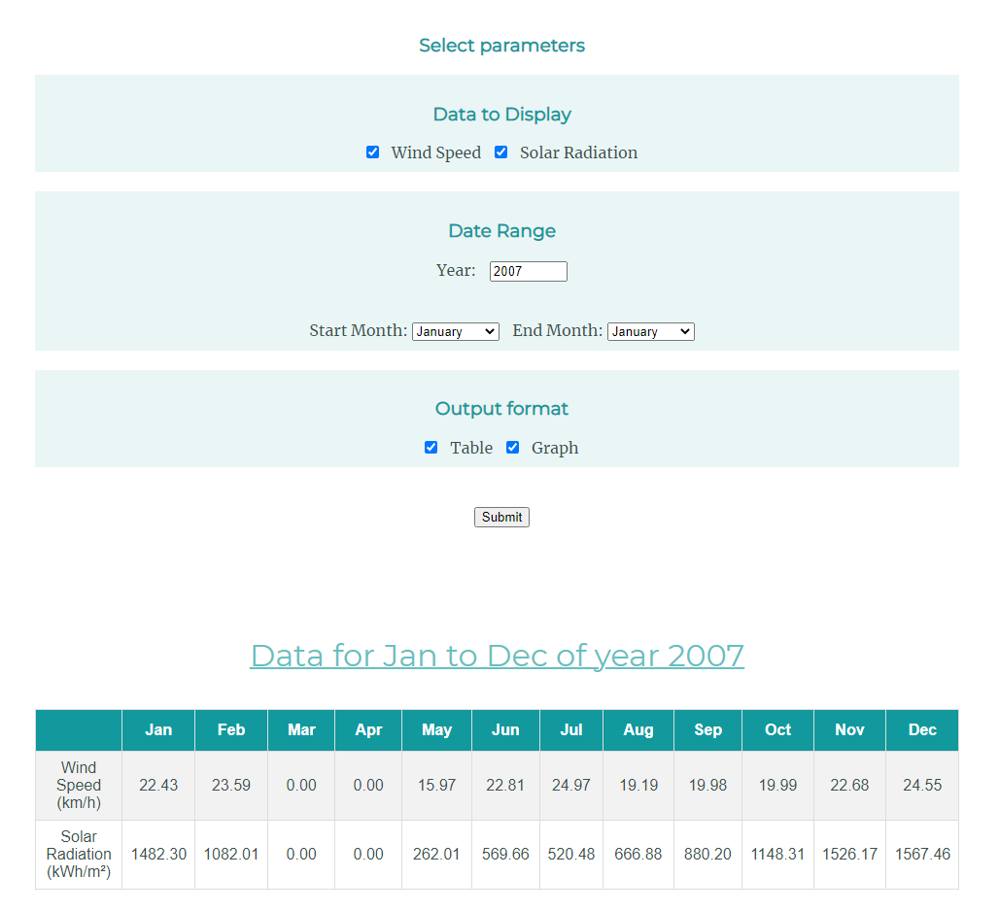 Select parameters
Data to Display
Wind Speed Solar Radiation
Date Range
Year: 2007
Start Month: January End Month: January
Output format
Table Graph
Submit
Data for Jan to Dec of year 2007
Jan Feb Mar Apr May Jun Jul Aug Sep Oct Nov Dec
Wind
Speed
(km/h) 22.43 23.59 0.00 0.00 15.97 22.81 24.97 19.19 19.98 19.99 22.68 24.55
Solar
Radiation
(kWh/m²) 1482.30 1082.01 0.00 0.00 262.01 569.66 520.48 666.88 880.20 1148.31 1526.17 1567.46